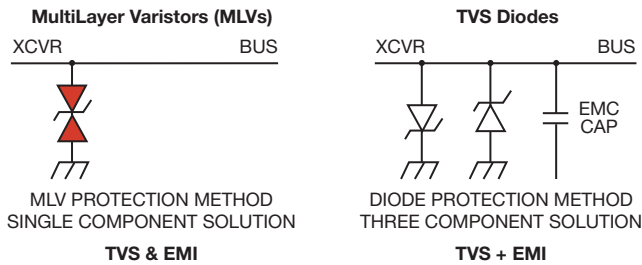 MultiLayer Varistors (MLVs)
XCVR BUS
MLV PROTECTION METHOD
SINGLE COMPONENT SOLUTION
TVS & EMI
TVS Diodes
XCVR BUS
EMC
CAP
DIODE PROTECTION METHOD
THREE COMPONENT SOLUTION
TVS + EMI